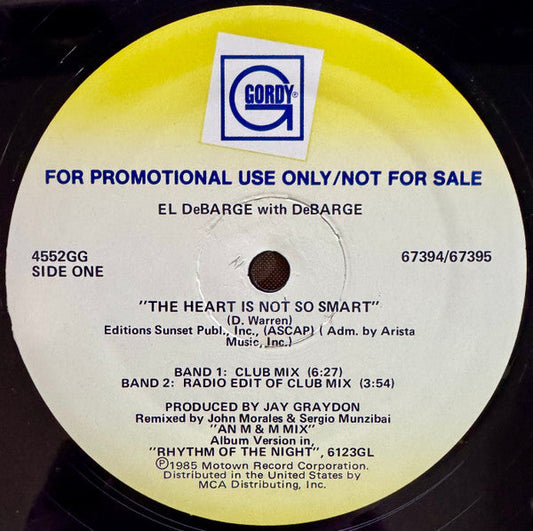 GORDY®
FOR PROMOTIONAL USE ONLY/NOT FOR SALE
EL DeBARGE with DeBARGE
4552GG
SIDE ONE
67394/67395
"THE HEART IS NOT SO SMART"
(D. Warren)
Editions Sunset Publ., Inc., (ASCAP) ( Adm. by Arista
Music, Inc.)
BAND 1: CLUB MIX (6:27)
BAND 2: RADIO EDIT OF CLUB MIX (3:54)
PRODUCED BY JAY GRAYDON
Remixed by John Morales & Sergio Munzibai
"AN M & M MIX"
Album Version in,
"RHYTHM OF THE NIGHT", 6123GL
Ⓟ1985 Motown Record Corporation.
Distributed in the United States by
MCA Distributing, Inc.